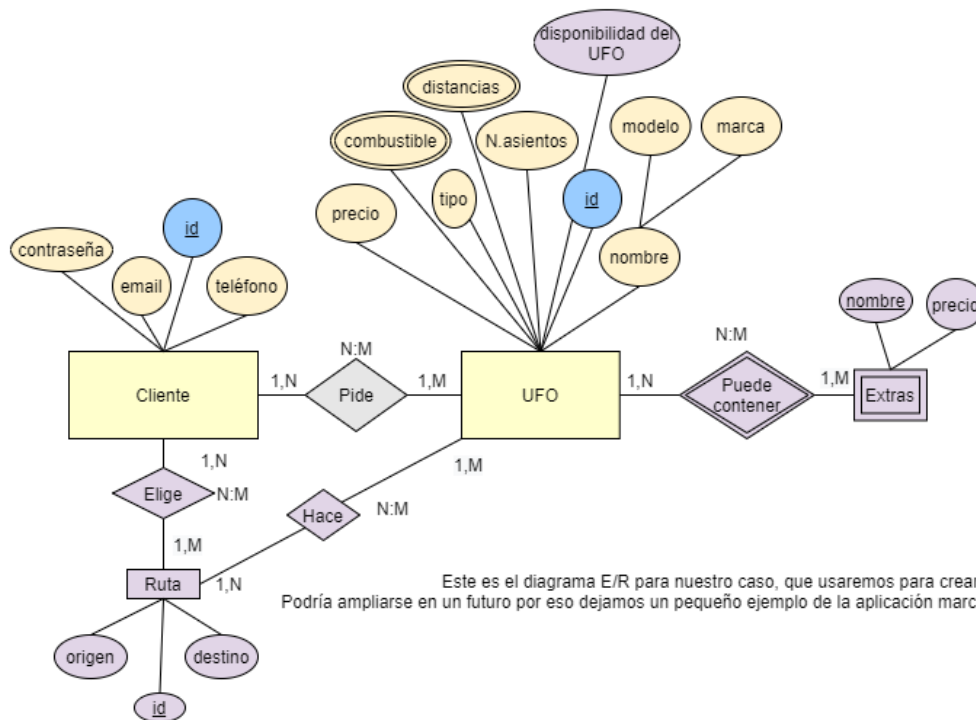 disponibilidad del
UFO
distancias
combustible
N.asientos
modelo
marca
id
tipo
precio
id
contraseña
email
teléfono
nombre
nombre
precio
N:M
N:M
Cliente
1,N
Pide
1,M
UFO
1,N
Puede
contener
1,M
Extras
1,N
1,M
Elige
N:M
N:M
Hace
1,M
Ruta
1,N
Este es el diagrama E/R para nuestro caso, que usaremos para crear
Podría ampliarse en un futuro por eso dejamos un pequeño ejemplo de la aplicación marc
origen
destino
id